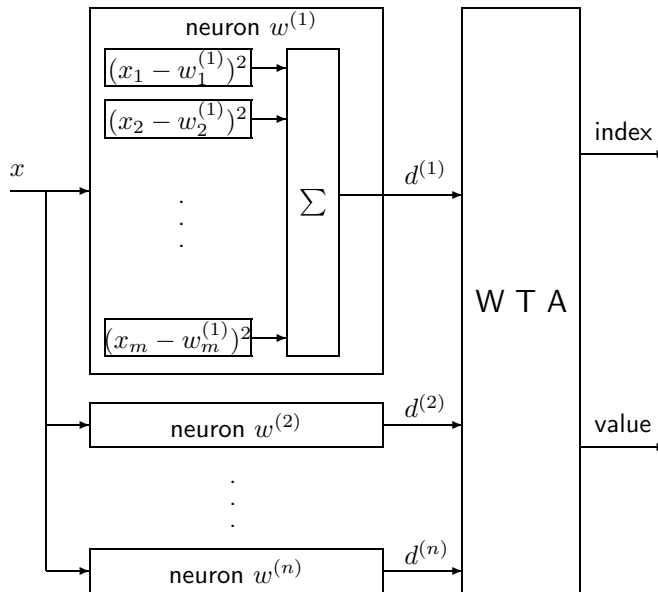 neuron $w^{(1)}$
$(x_1 - w_1^{(1)})^2$
$(x_2 - w_2^{(1)})^2$
.
.
.
$(x_m - w_m^{(1)})^2$
∑
$x$
$d^{(1)}$
neuron $w^{(2)}$
$d^{(2)}$
.
.
.
neuron $w^{(n)}$
$d^{(n)}$
W T A
index
value